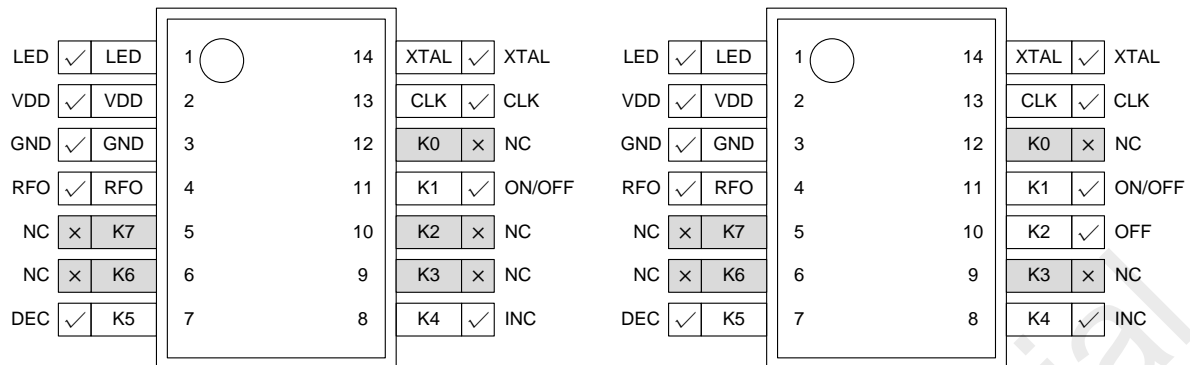 LED ✓ LED 1 14 XTAL ✓ XTAL LED ✓ LED 1 14 XTAL ✓ XTAL
VDD ✓ VDD 2 13 CLK ✓ CLK VDD ✓ VDD 2 13 CLK ✓ CLK
GND ✓ GND 3 12 K0 × NC GND ✓ GND 3 12 K0 × NC
RFO ✓ RFO 4 11 K1 ✓ ON/OFF RFO ✓ RFO 4 11 K1 ✓ ON/OFF
NC × K7 5 10 K2 × NC NC × K7 5 10 K2 ✓ OFF
NC × K6 6 9 K3 × NC NC × K6 6 9 K3 × NC
DEC ✓ K5 7 8 K4 ✓ INC DEC ✓ K5 7 8 K4 ✓ INC